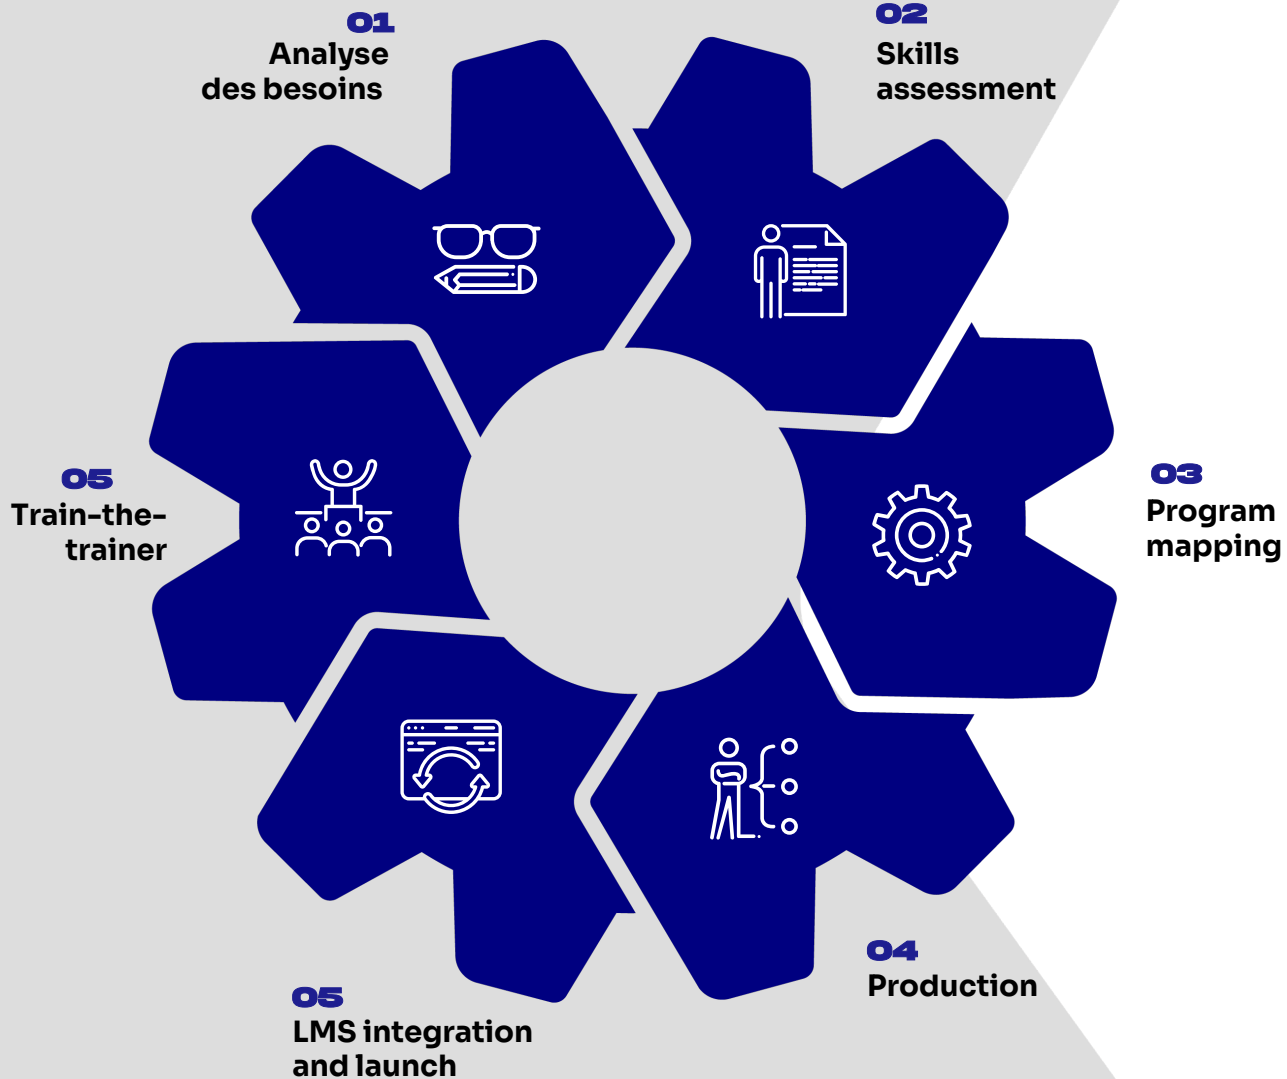 01
Analyse
des besoins
02
Skills
assessment
03
Program
mapping
04
Production
05
LMS integration
and launch
05
Train-the-
trainer